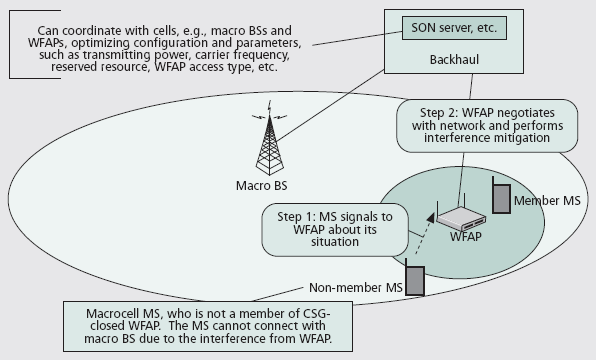 Can coordinate with cells, e.g., macro BSs and
WFAPs, optimizing configuration and parameters,
such as transmitting power, carrier frequency,
reserved resource, WFAP access type, etc.
SON server, etc.
Backhaul
Step 2: WFAP negotiates
with network and performs
interference mitigation
Macro BS
Member MS
Step 1: MS signals to
WFAP about its
situation
WFAP
Non-member MS
Macrocell MS, who is not a member of CSG-
closed WFAP. The MS cannot connect with
macro BS due to the interference from WFAP.